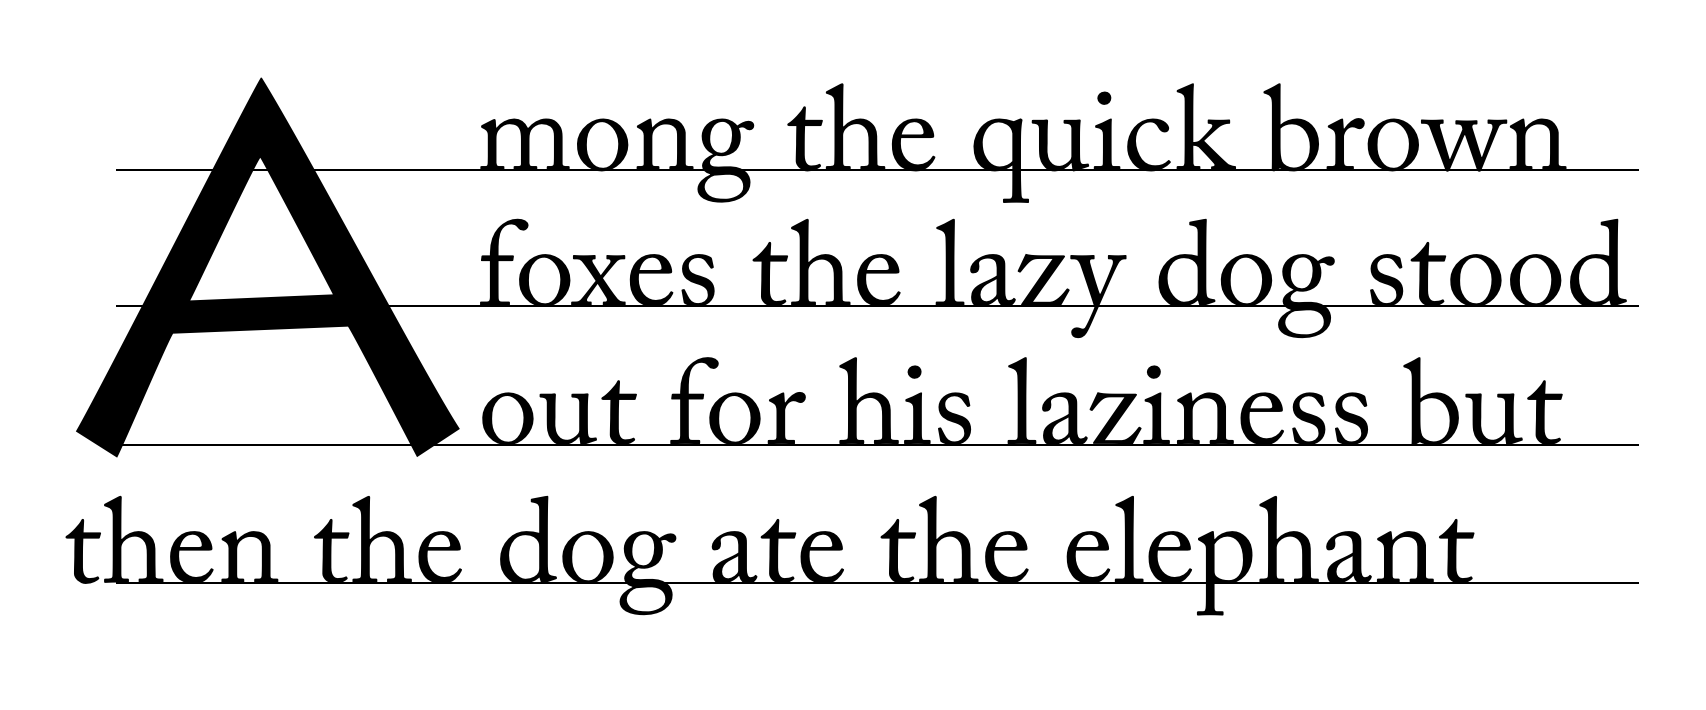 Among the quick brown
foxes the lazy dog stood
out for his laziness but
then the dog ate the elephant